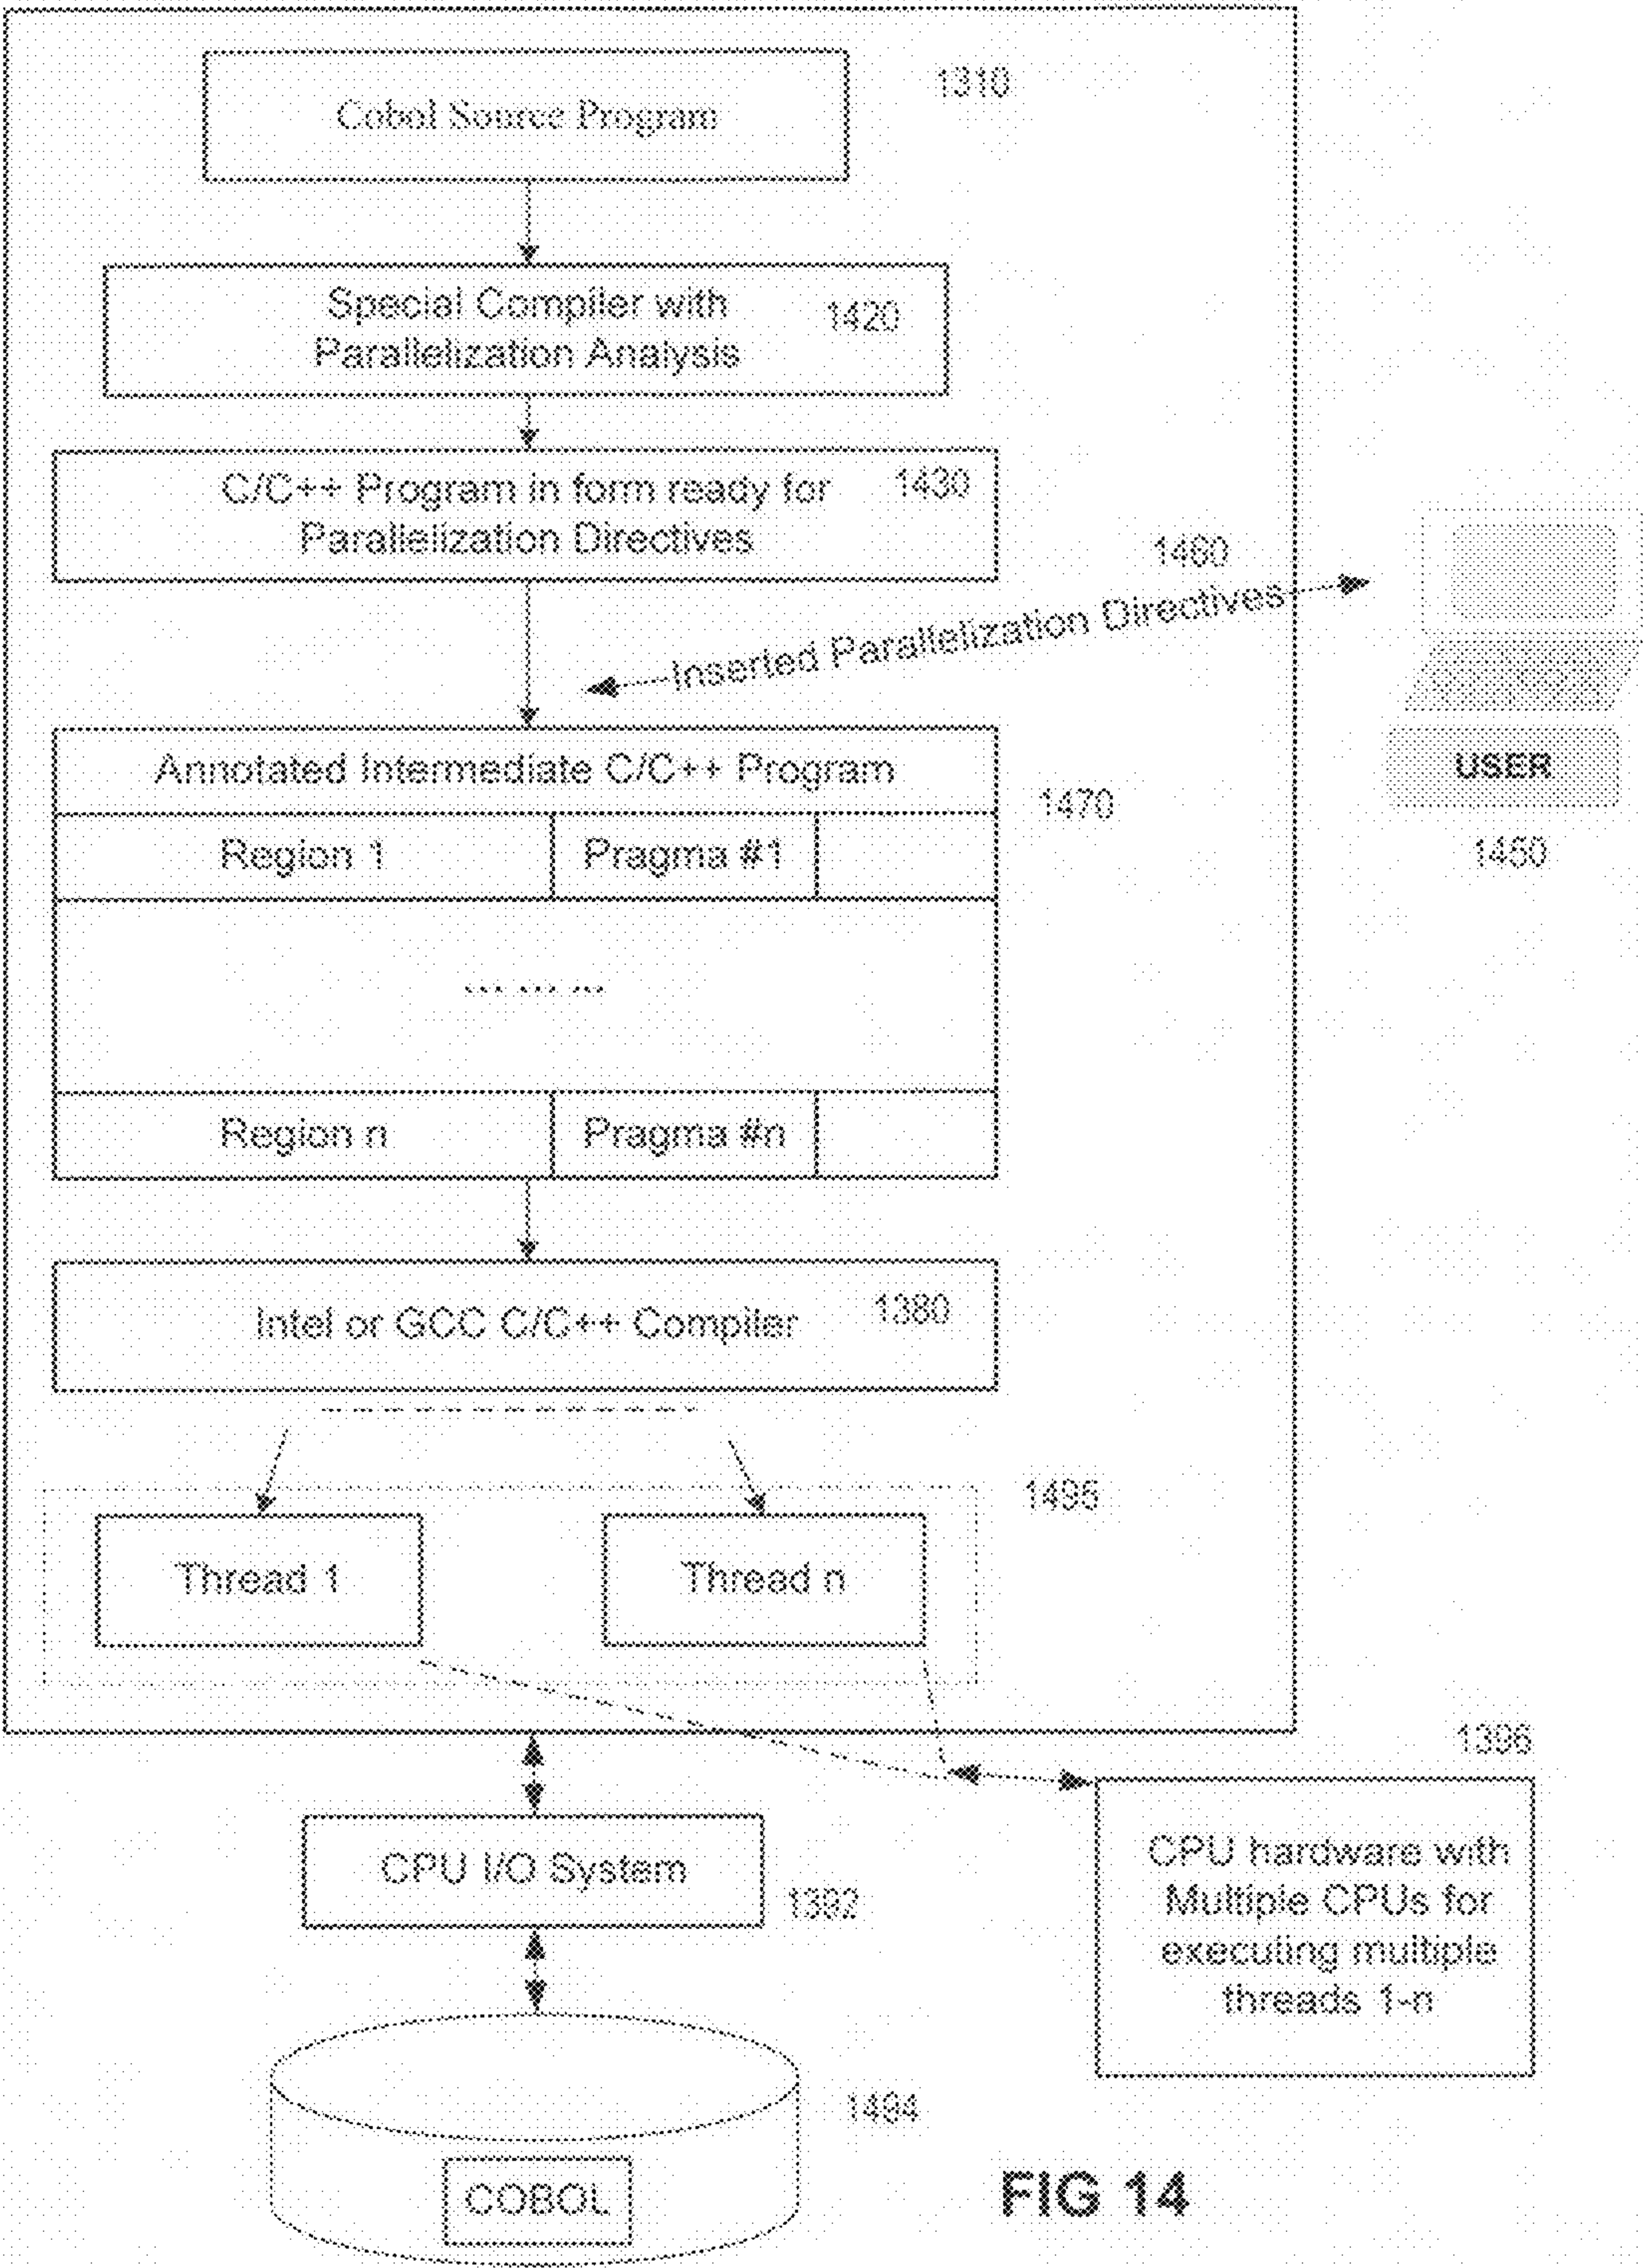 Cobol Source Program
1310
Special Compiler with
Parallelization Analysis
1420
C/C++ Program in form ready for
Parallelization Directives
1430
1460
Inserted Parallelization Directives
USER
1450
Annotated Intermediate C/C++ Program
1470
Region 1
Pragma #1
... ... ...
Region n
Pragma #n
Intel or GCC C/C++ Compiler
1380
1495
Thread 1
Thread n
1396
CPU I/O System
1392
CPU hardware with
Multiple CPUs for
executing multiple
threads 1-n
1494
COBOL
FIG 14